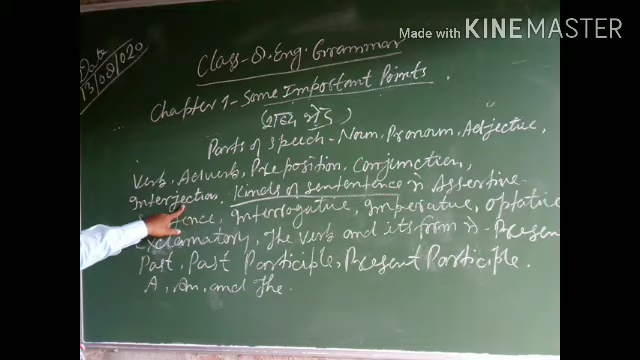 Made with KINEMASTER
Date
13/08/020
Class-8. Eng. Grammar
Chapter 1- Some Important Points.
Parts of speech - Noun, Pronoun, Adjective,
Verb, Adverb, Preposition, Conjunction,
Interjection. Kinds of sentence is Assertive
Interrogative, Imperative, optative
Exclamatory, The verb and its form is - Present
Past, Past Participle, Present Participle.
A, An, and The.